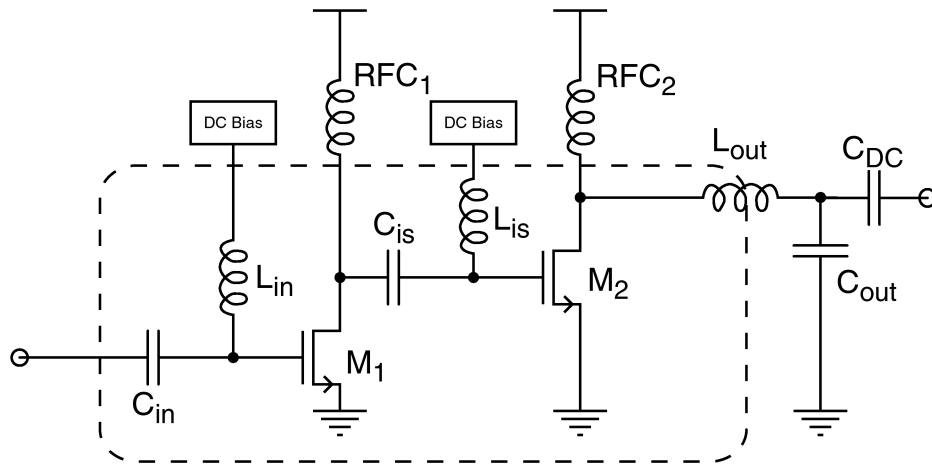 RFC1
RFC2
DC Bias
DC Bias
Lout
CDC
Cis
Lis
Lin
M2
Cout
M1
Cin